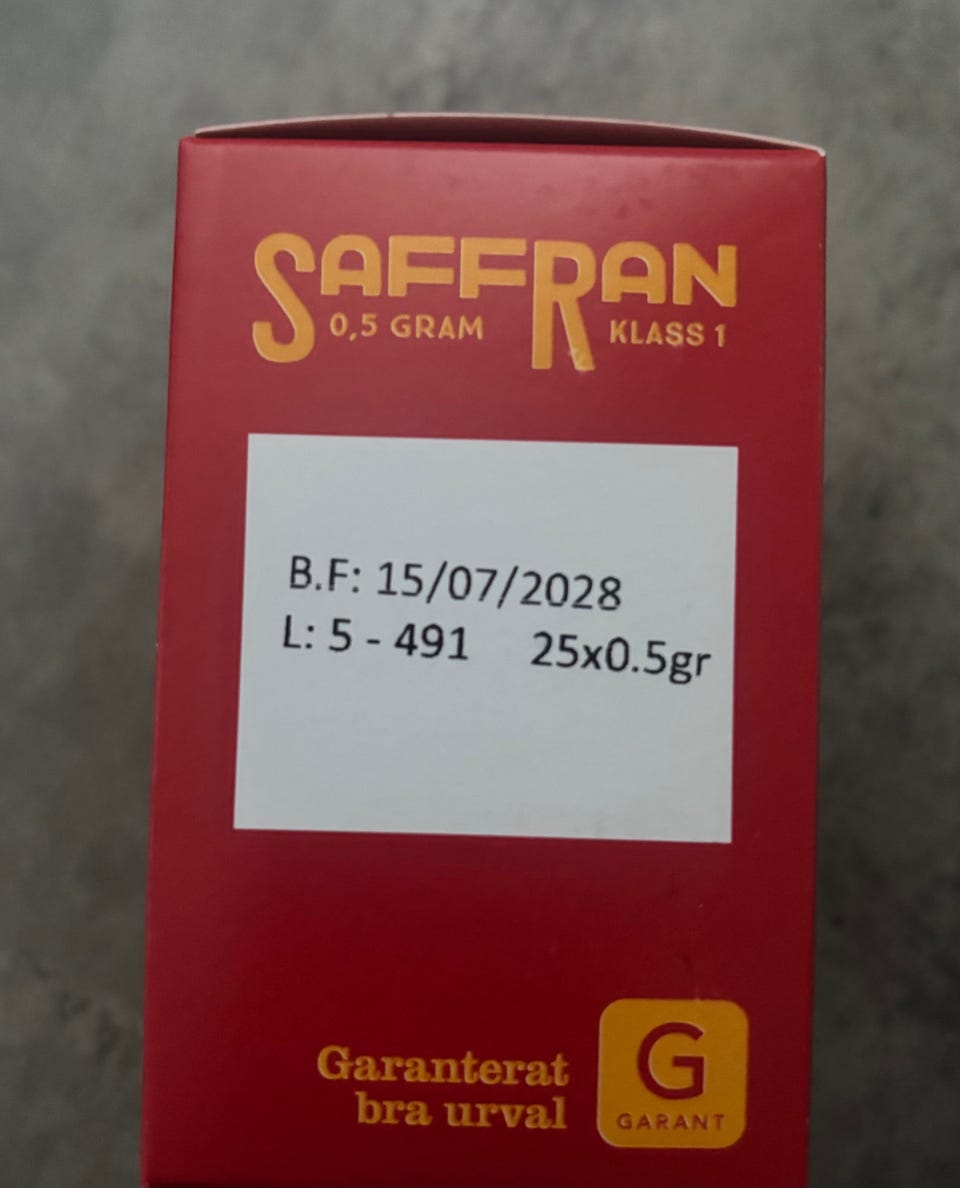 SAFFRAN
0,5 GRAM KLASS 1
B.F: 15/07/2028
L: 5 - 491 25x0.5gr
Garanterat
bra urval
G
GARANT